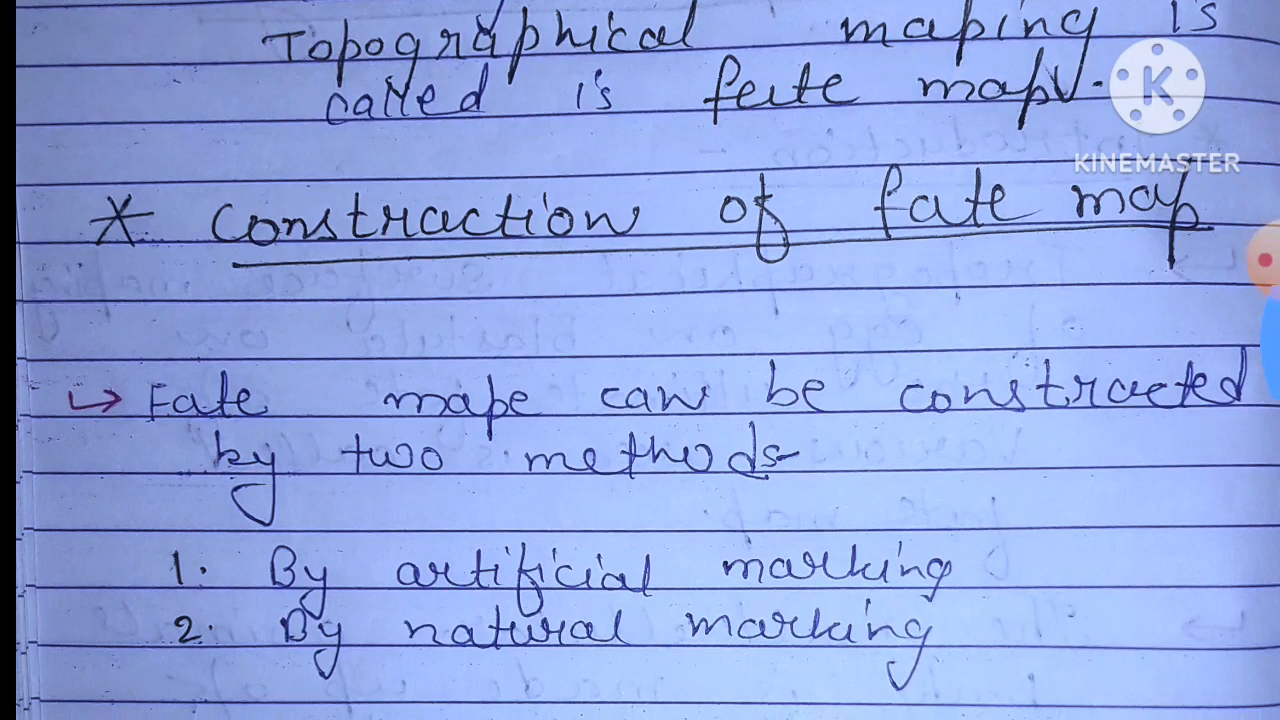 Topographical maping is
called is fate map.
K
KINEMASTER
* Constraction of fate map
↳ Fate mape can be constracted
by two methods-
1. By artificial marking
2. By natural marking